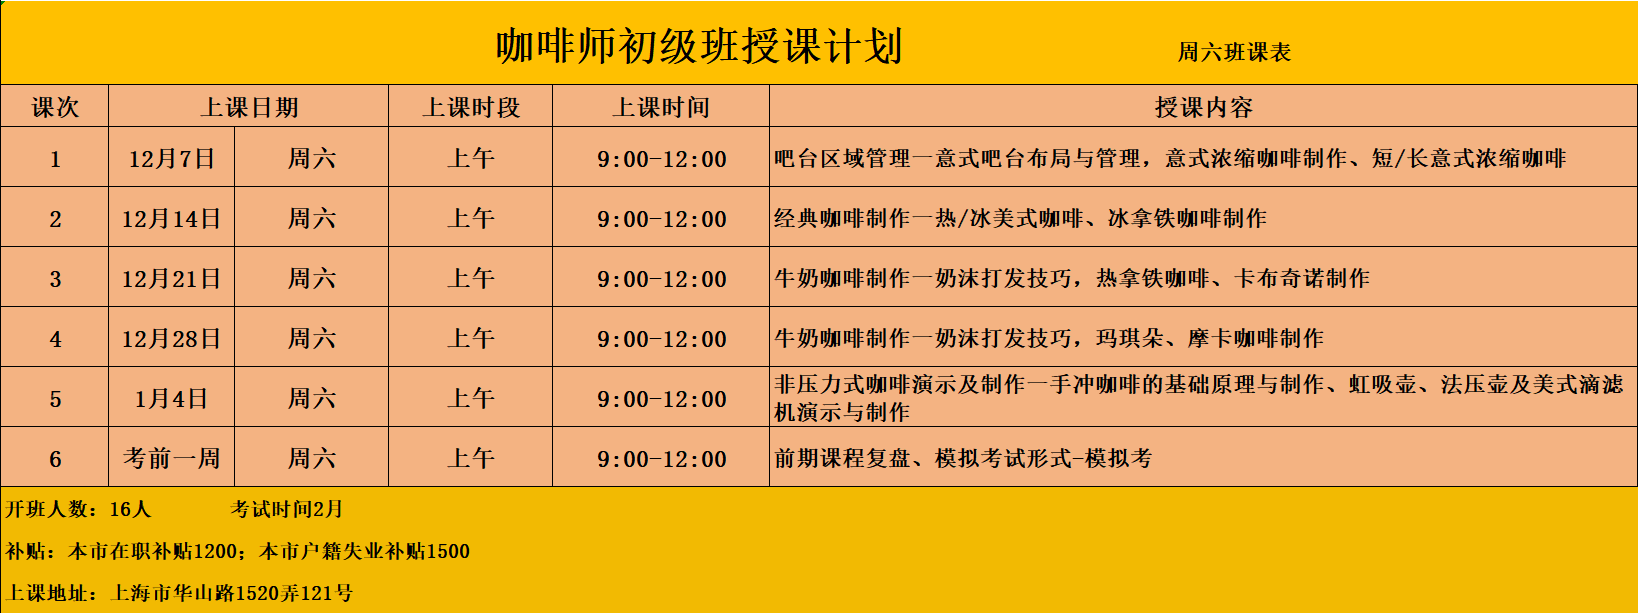 咖啡师初级班授课计划 周六班课表
课次 上课日期 上课时段 上课时间 授课内容
1 12月7日 周六 上午 9:00-12:00 吧台区域管理—意式吧台布局与管理，意式浓缩咖啡制作、短/长意式浓缩咖啡
2 12月14日 周六 上午 9:00-12:00 经典咖啡制作—热/冰美式咖啡、冰拿铁咖啡制作
3 12月21日 周六 上午 9:00-12:00 牛奶咖啡制作—奶沫打发技巧，热拿铁咖啡、卡布奇诺制作
4 12月28日 周六 上午 9:00-12:00 牛奶咖啡制作—奶沫打发技巧，玛琪朵、摩卡咖啡制作
5 1月4日 周六 上午 9:00-12:00 非压力式咖啡演示及制作—手冲咖啡的基础原理与制作、虹吸壶、法压壶及美式滴滤
机演示与制作
6 考前一周 周六 上午 9:00-12:00 前期课程复盘、模拟考试形式-模拟考
开班人数：16人 考试时间2月
补贴：本市在职补贴1200；本市户籍失业补贴1500
上课地址：上海市华山路1520弄121号